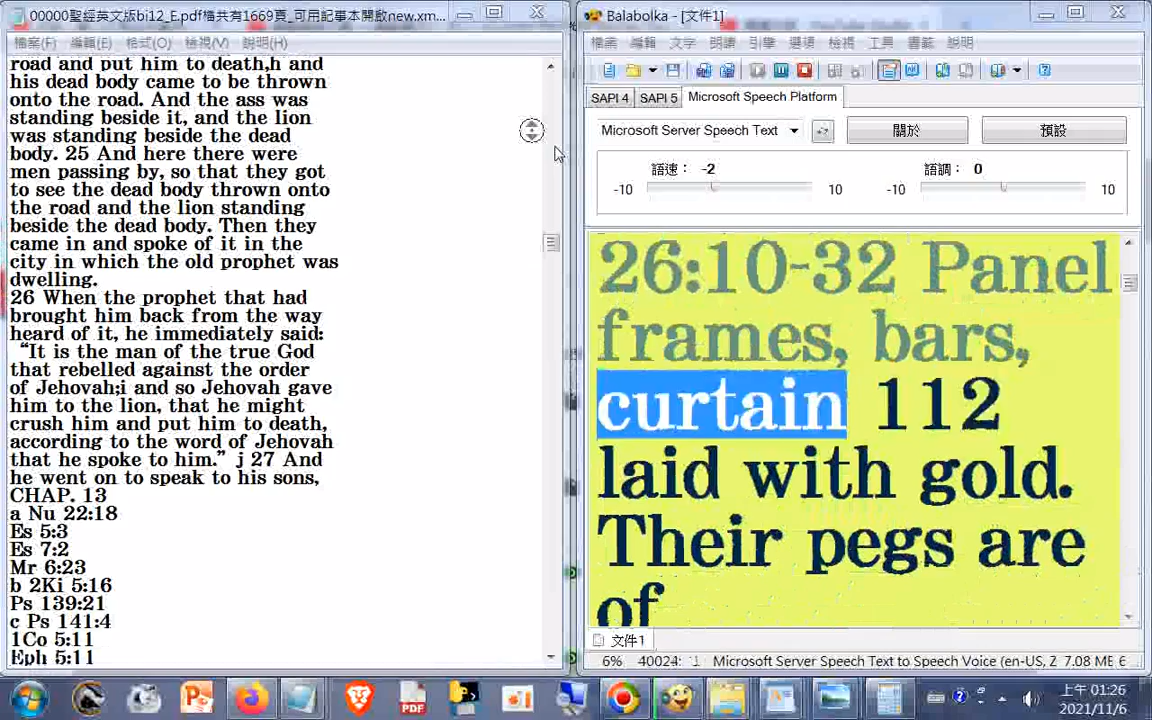 00000聖經英文版bi12_E.pdf檔共有1669頁_可用記事本開啟new.xm...
檔案(F) 編輯(E) 格式(O) 檢視(V) 說明(H)
road and put him to death,h and
his dead body came to be thrown
onto the road. And the ass was
standing beside it, and the lion
was standing beside the dead
body. 25 And here there were
men passing by, so that they got
to see the dead body thrown onto
the road and the lion standing
beside the dead body. Then they
came in and spoke of it in the
city in which the old prophet was
dwelling.
26 When the prophet that had
brought him back from the way
heard of it, he immediately said:
“It is the man of the true God
that rebelled against the order
of Jehovah;i and so Jehovah gave
him to the lion, that he might
crush him and put him to death,
according to the word of Jehovah
that he spoke to him.” j 27 And
he went on to speak to his sons,
CHAP. 13
a Nu 22:18
Es 5:3
Es 7:2
Mr 6:23
b 2Ki 5:16
Ps 139:21
c Ps 141:4
1Co 5:11
Eph 5:11
Balabolka - [文件1]
檔案 編輯 文字 朗讀 引擎 選項 檢視 工具 書籤 說明
SAPI 4 SAPI 5 Microsoft Speech Platform
Microsoft Server Speech Text 關於 預設
語速： -2 語調： 0
-10 10 -10 10
26:10-32 Panel
frames, bars,
curtain 112
laid with gold.
Their pegs are
of
文件1
6% 40024: 1 Microsoft Server Speech Text to Speech Voice (en-US, 2 7.08 MB 6
PDF
上午 01:26
2021/11/6